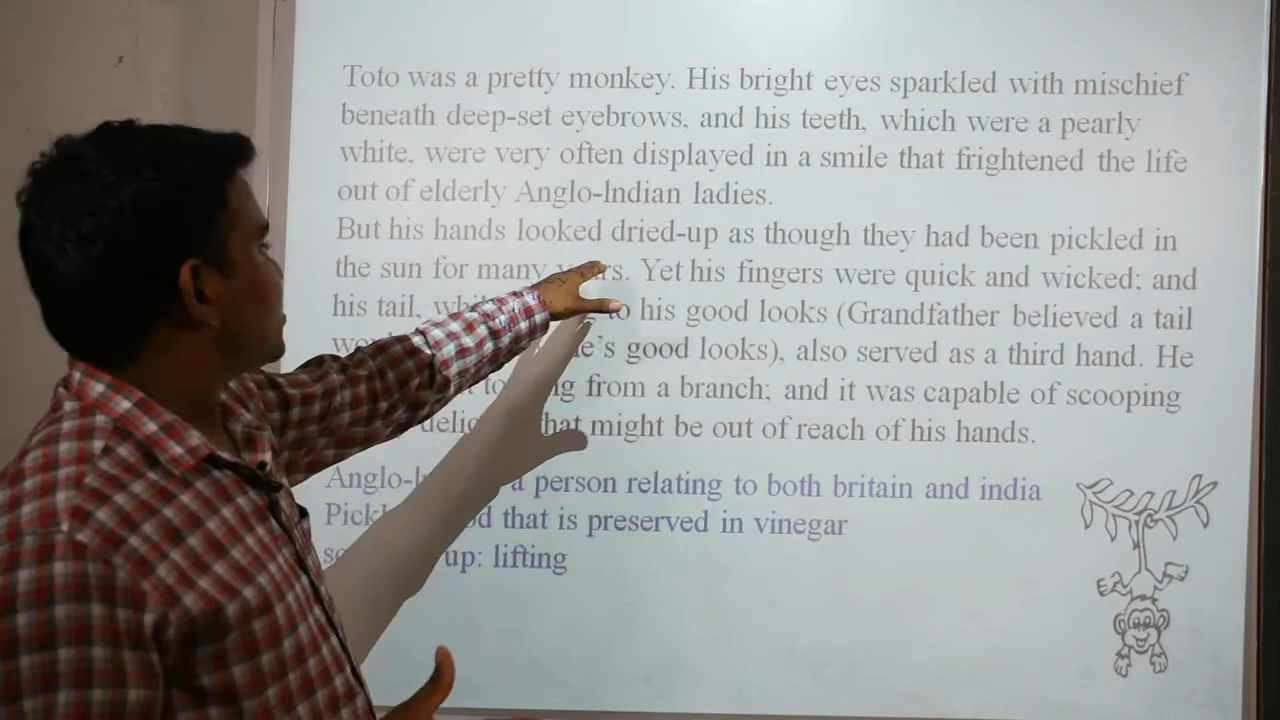 Toto was a pretty monkey. His bright eyes sparkled with mischief
beneath deep-set eyebrows, and his teeth, which were a pearly
white, were very often displayed in a smile that frightened the life
out of elderly Anglo-Indian ladies.
But his hands looked dried-up as though they had been pickled in
the sun for many years. Yet his fingers were quick and wicked; and
his tail, to his good looks (Grandfather believed a tail
good looks), also served as a third hand. He
to from a branch; and it was capable of scooping
that might be out of reach of his hands.
a person relating to both britain and india
that is preserved in vinegar
up: lifting